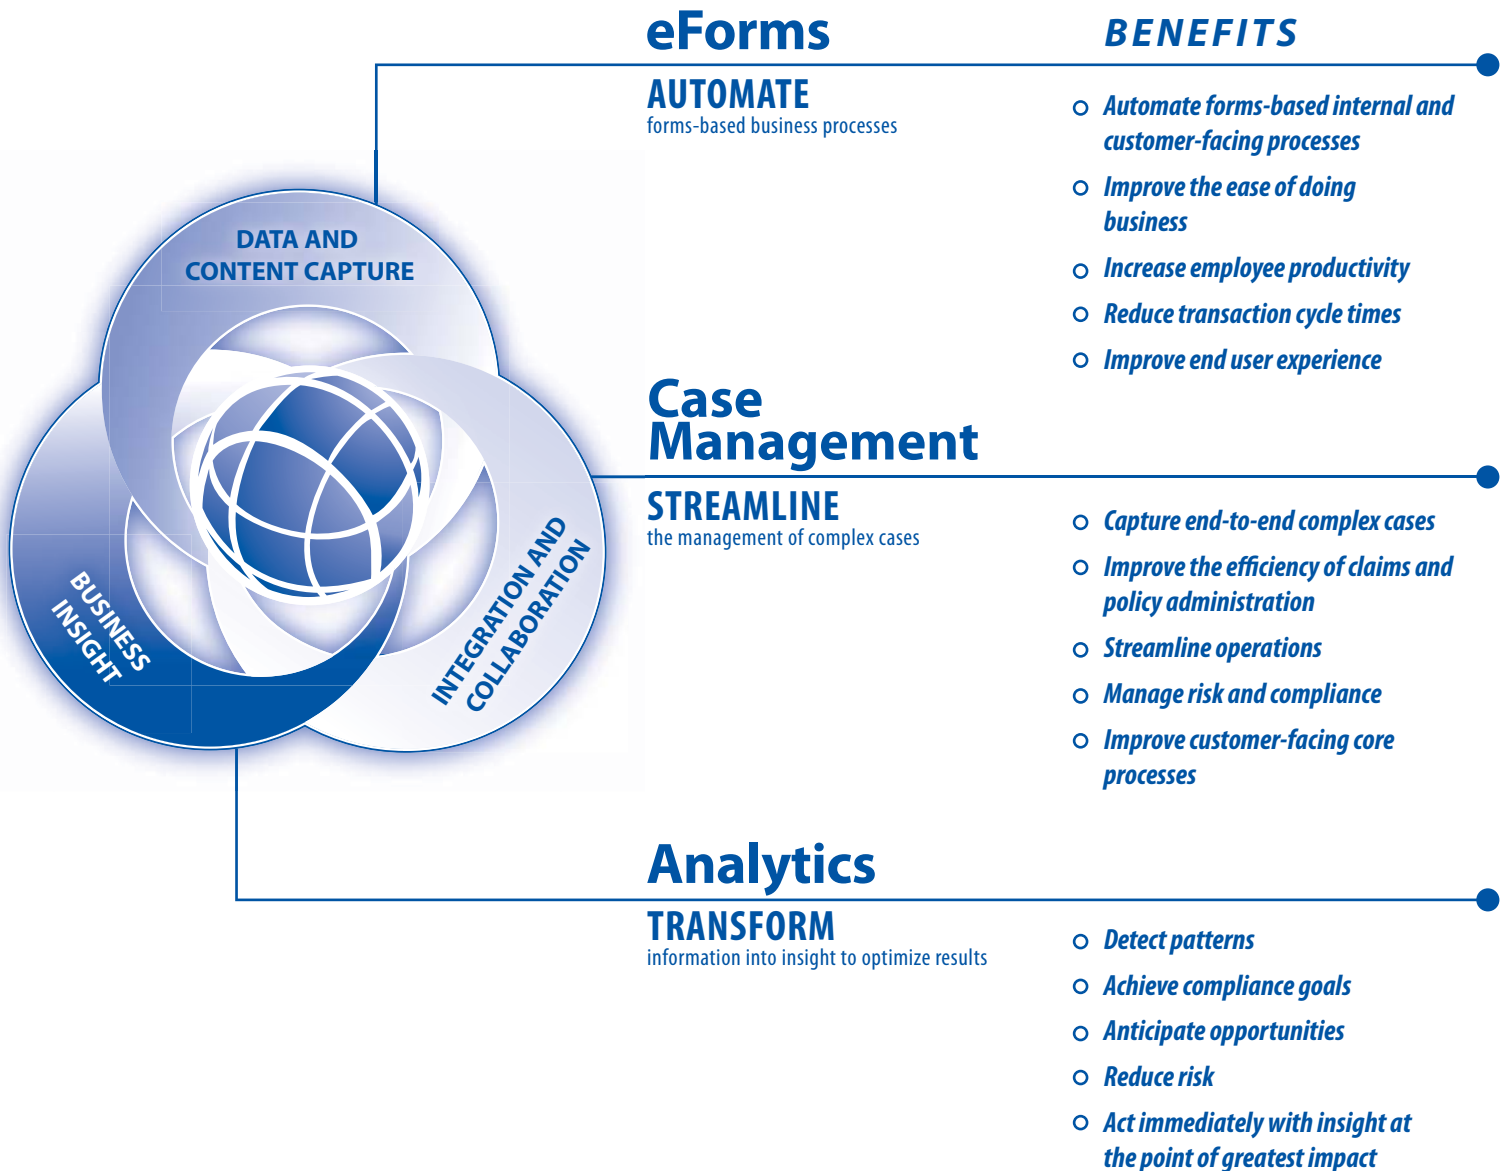 eForms
BENEFITS
AUTOMATE
forms-based business processes
Automate forms-based internal and
customer-facing processes
Improve the ease of doing
business
Increase employee productivity
Reduce transaction cycle times
Improve end user experience
DATA AND
CONTENT CAPTURE
BUSINESS
INSIGHT
INTEGRATION AND
COLLABORATION
Case
Management
STREAMLINE
the management of complex cases
Capture end-to-end complex cases
Improve the efficiency of claims and
policy administration
Streamline operations
Manage risk and compliance
Improve customer-facing core
processes
Analytics
TRANSFORM
information into insight to optimize results
Detect patterns
Achieve compliance goals
Anticipate opportunities
Reduce risk
Act immediately with insight at
the point of greatest impact